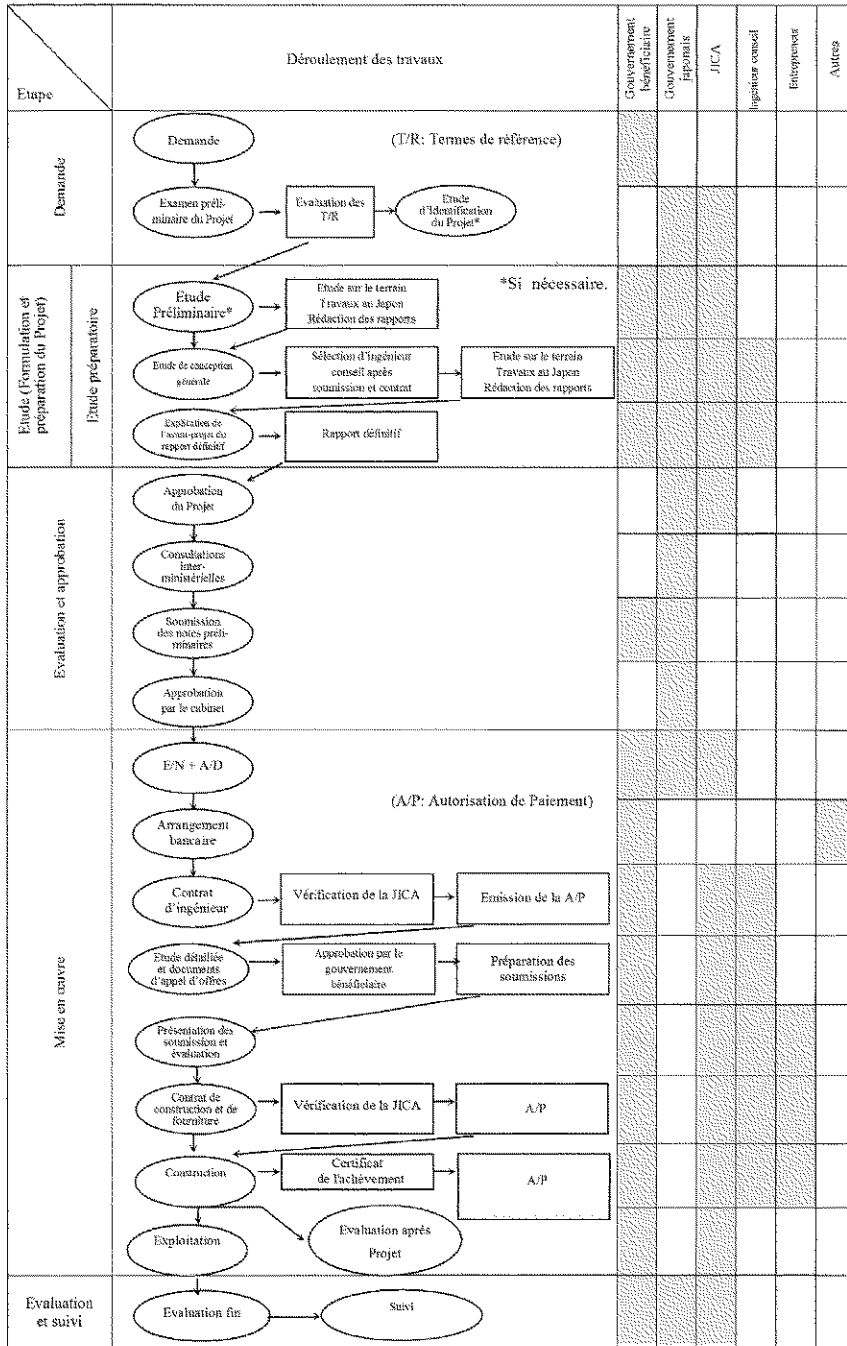 Etape
Déroulement des travaux
Gouvernement
bénéficiaire
Gouvernement
japonais
JICA
Ingénieur conseil
Entrepreneur
Autres
Demande
Demande
(T/R: Termes de référence)
Examen préli-
minaire du Projet
Evaluation des
T/R
Etude
d'Identification
du Projet*
Etude (Formulation et
préparation du Projet)
Etude préparatoire
*Si nécessaire.
Etude
Préliminaire*
Etude sur le terrain
Travaux au Japon
Rédaction des rapports
Etude de conception
générale
Sélection d'ingénieur
conseil après
soumission et contrat
Etude sur le terrain
Travaux au Japon
Rédaction des rapports
de
l'avant-projet du
rapport définitif
Rapport définitif
Evaluation et approbation
Approbation
du Projet
Consultations
Inter-
ministérielles
Soumission
des notes préli-
minaires
Approbation
par le cabinet
Mise en œuvre
E/N + A/D
(A/P: Autorisation de Paiement)
Arrangement
bancaire
Contrat
d'ingénieur
Vérification de la JICA
Emission de la A/P
Etude détaillée
et documents
d'appel d'offres
Approbation par le
gouvernement
bénéficiaire
Préparation des
soumissions
Présentation des
soumission et
évaluation
Contrat de
construction et de
fourniture
Vérification de la JICA
A/P
Construction
Certificat
de l'achèvement
A/P
Exploitation
Evaluation après
Projet
Evaluation
et suivi
Evaluation fin
Suivi